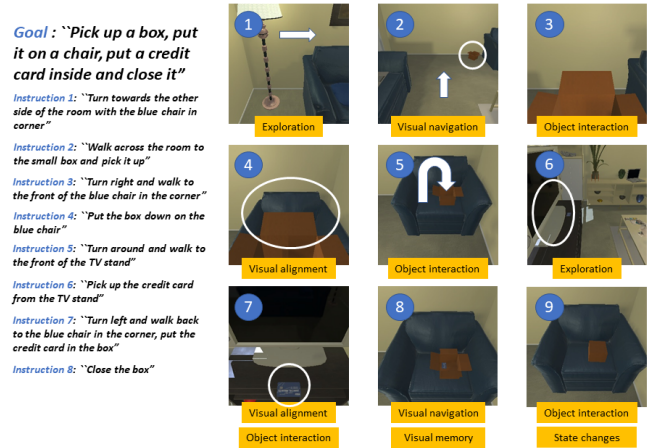 Goal : ``Pick up a box, put
it on a chair, put a credit
card inside and close it”
Instruction 1: ``Turn towards the other
side of the room with the blue chair in
corner”
Instruction 2: ``Walk across the room to
the small box and pick it up”
Instruction 3: ``Turn right and walk to
the front of the blue chair in the corner”
Instruction 4: ``Put the box down on the
blue chair”
Instruction 5: ``Turn around and walk to
the front of the TV stand”
Instruction 6: ``Pick up the credit card
from the TV stand”
Instruction 7: ``Turn left and walk back
to the blue chair in the corner, put the
credit card in the box”
Instruction 8: ``Close the box”
1
Exploration
2
Visual navigation
3
Object interaction
4
Visual alignment
5
Object interaction
6
Exploration
7
Visual alignment
Object interaction
8
Visual navigation
Visual memory
9
Object interaction
State changes